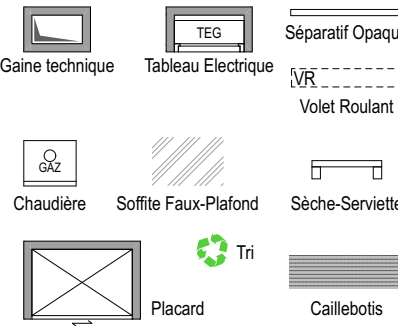 TEG
Séparatif Opaqu
Gaine technique
Tableau Electrique
VR
Volet Roulant
GAZ
Chaudière
Soffite Faux-Plafond
Sèche-Serviette
Tri
Placard
Caillebotis